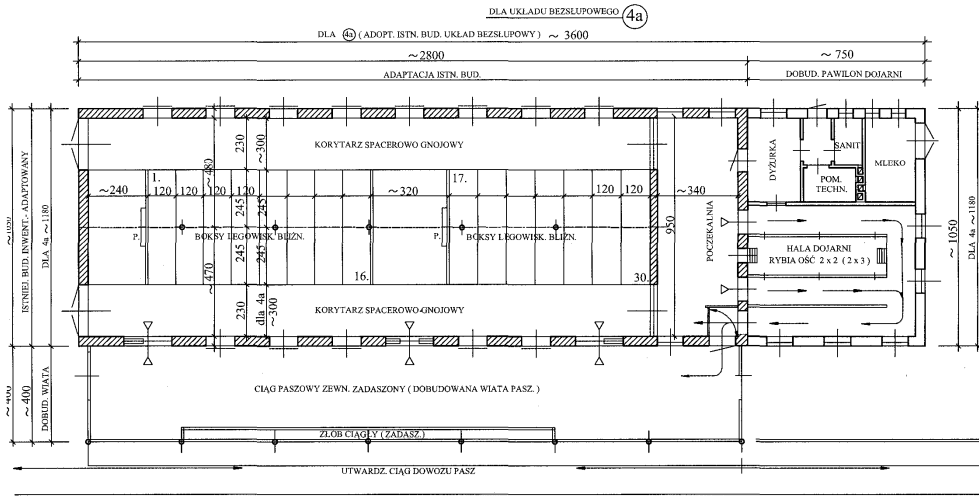 DLA UKŁADU BEZSŁUPOWEGO 4a
DLA 4a ( ADOPT. ISTN. BUD. UKŁAD BEZSŁUPOWY ) ~ 3600
~2800
~ 750
ADAPTACJA ISTN. BUD.
DOBUD. PAWILON DOJARNI
KORYTARZ SPACEROWO GNOJOWY
230
~300
~480
DYŻURKA
SANIT
POM.
TECHN.
MLEKO
1.
17.
~240
120
120
120
120
~320
120
120
~340
245
245
P.
P.
BOKSY LEGOWISK. BLIŹN.
BOKSY LEGOWISK. BLIŹN.
245
245
~470
16.
30.
950
POCZEKALNIA
HALA DOJARNI
RYBIA OŚĆ 2 x 2 ( 2 x 3 )
230
dla 4a
~300
KORYTARZ SPACEROWO-GNOJOWY
~1050
DLA 4a ~1180
ISTNIEJ. BUD. INWENT.- ADAPTOWANY
DLA 4a ~1180
~1050
CIĄG PASZOWY ZEWN. ZADASZONY ( DOBUDOWANA WIATA PASZ. )
~400
~400
DOBUD. WIATA
ŻŁÓB CIĄGŁY ( ZADASZ.)
UTWARDZ. CIĄG DOWOZU PASZ